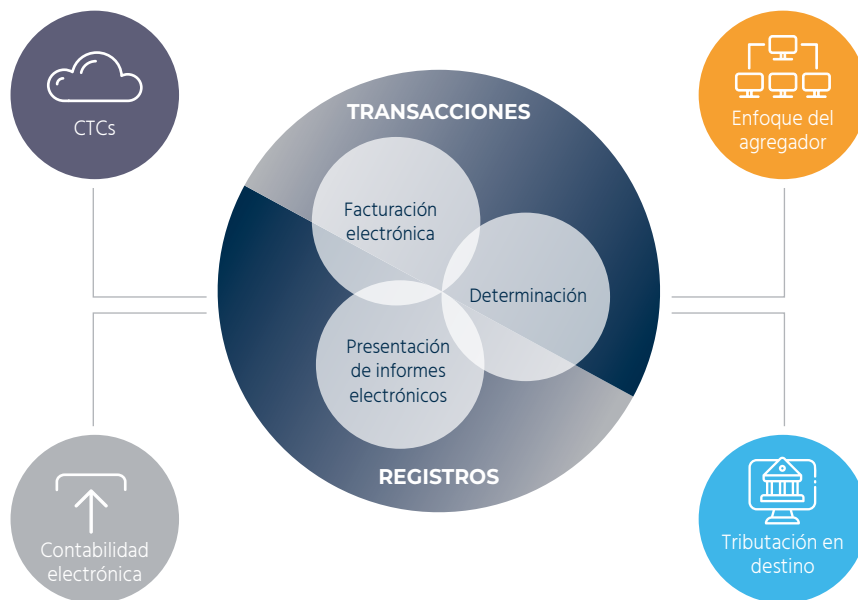 CTCs
Enfoque del
agregador
TRANSACCIONES
Facturación
electrónica
Determinación
Presentación
de informes
electrónicos
REGISTROS
Contabilidad
electrónica
Tributación en
destino